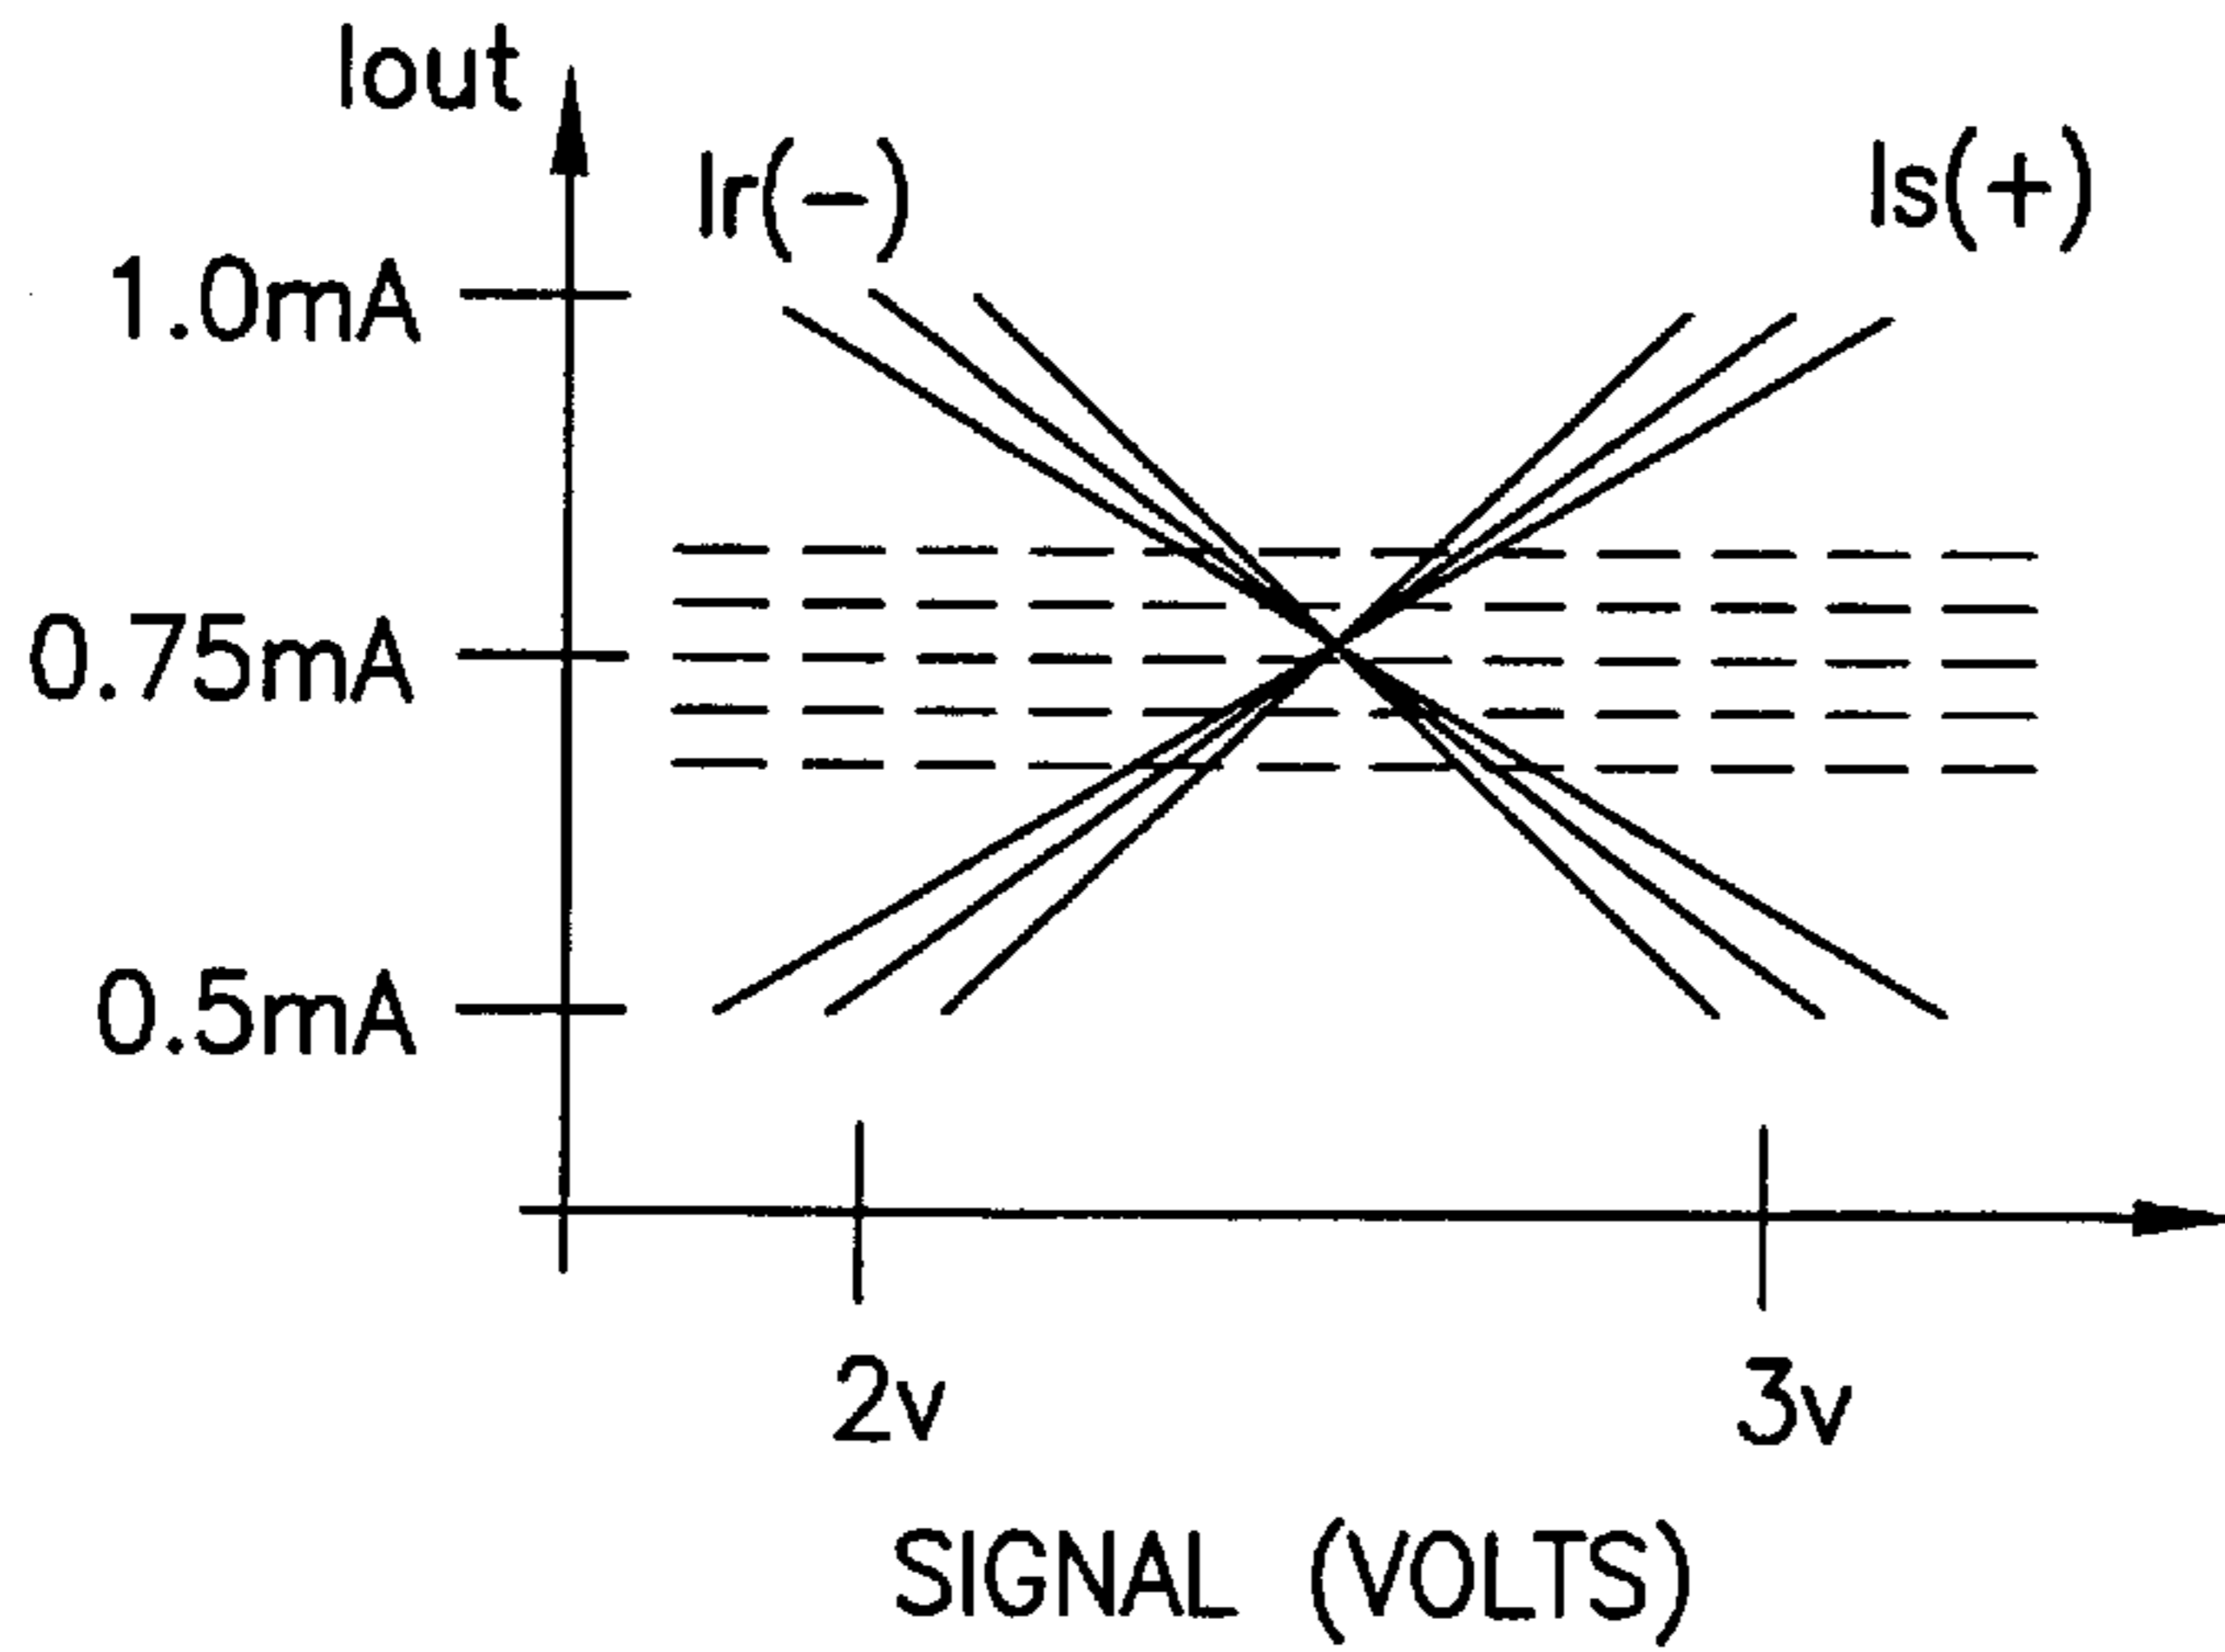 Iout
Ir(-)
Is(+)
1.0mA
0.75mA
0.5mA
2v
3v
SIGNAL (VOLTS)